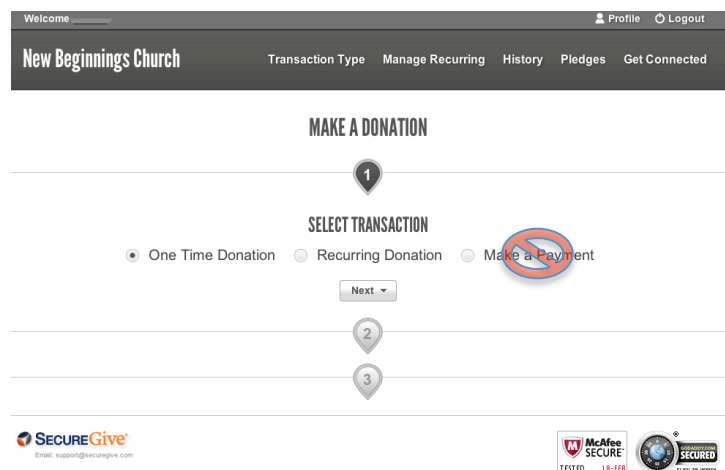 Welcome
Profile Logout
New Beginnings Church
Transaction Type Manage Recurring History Pledges Get Connected
MAKE A DONATION
1
SELECT TRANSACTION
One Time Donation Recurring Donation Make a Payment
Next
2
3
SECUREGive
Email: support@securegive.com
McAfee
SECURE
TESTED 18-FEB
GODADDY.COM
SECURED